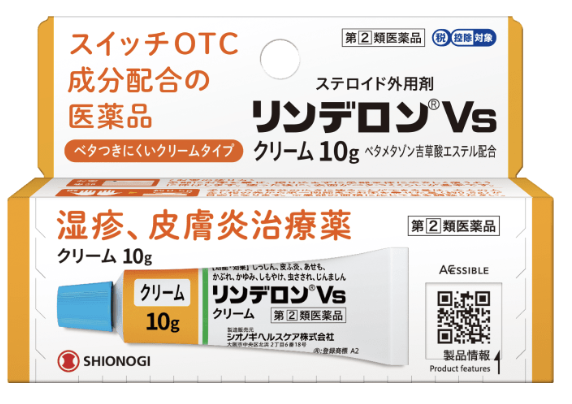 スイッチOTC
成分配合の
医薬品
ベタつきにくいクリームタイプ
第②類医薬品
税 控除 対象
ステロイド外用剤
リンデロン®Vs
クリーム 10g ベタメタゾン吉草酸エステル配合
湿疹、皮膚炎治療薬
クリーム 10g
第②類医薬品
ACESSIBLE
クリーム
10g
【効能・効果】しっしん、皮ふ炎、あせも、
かぶれ、かゆみ、しもやけ、虫さされ、じんましん
リンデロン®Vs
クリーム 第②類医薬品
製造販売元
シオノギヘルスケア株式会社
大阪市中央区北浜2丁目6番18号
®:登録商標 A2
SHIONOGI
製品情報
Product features